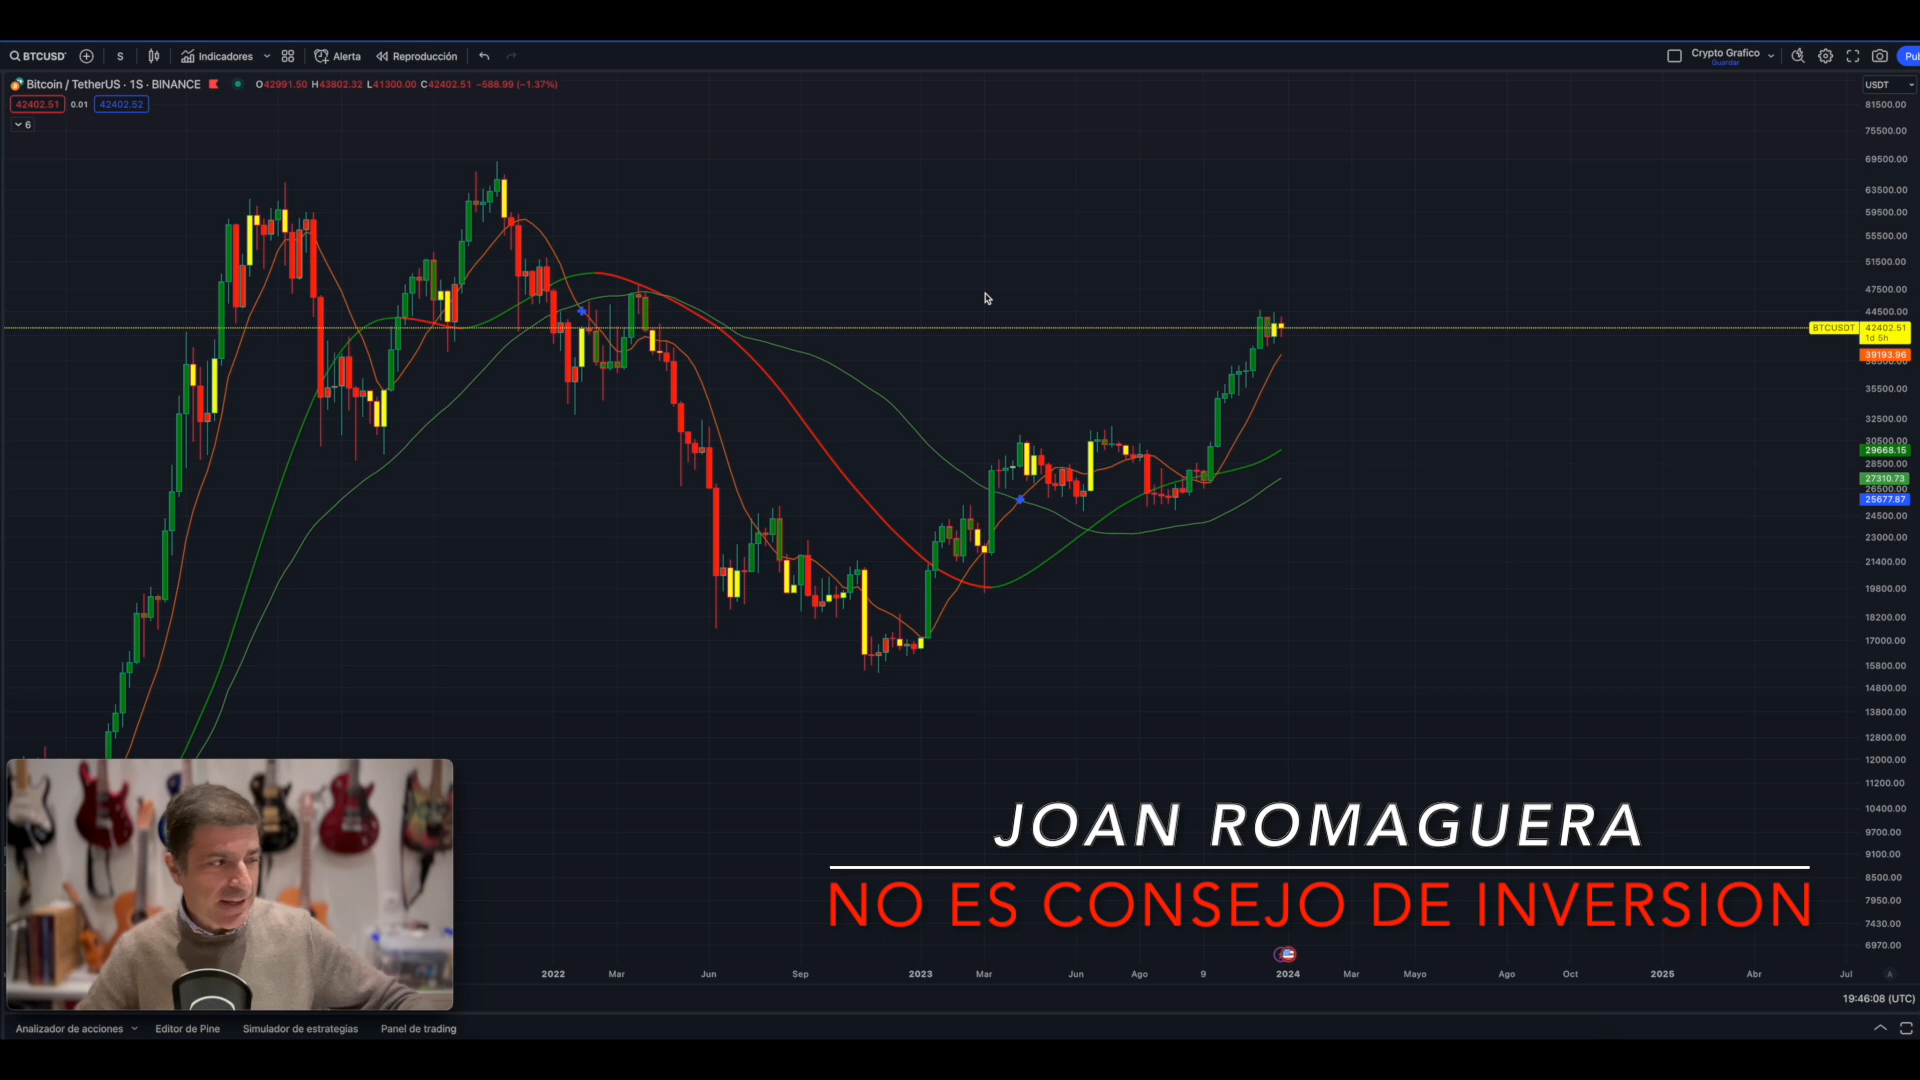 BTCUSD
S
Indicadores
Alerta
Reproducción
Crypto Grafico
Guardar
Pub
Bitcoin / TetherUS · 1S · BINANCE
O42991.50 H43802.32 L41300.00 C42402.51 −588.99 (−1.37%)
42402.51 0.01 42402.52
6
USDT
81500.00
75500.00
69500.00
63500.00
59500.00
55500.00
51500.00
47500.00
44500.00
BTCUSDT 42402.51
1d 5h
39193.96
35500.00
32500.00
30500.00
29668.15
28500.00
27310.73
26500.00
25677.87
24500.00
23000.00
21400.00
19800.00
18200.00
17000.00
15800.00
14800.00
13800.00
12800.00
12000.00
11200.00
10400.00
9700.00
9100.00
8500.00
7950.00
7430.00
6970.00
JOAN ROMAGUERA
NO ES CONSEJO DE INVERSION
2022 Mar Jun Sep 2023 Mar Jun Ago 9 2024 Mar Mayo Ago Oct 2025 Abr Jul A
19:46:08 (UTC)
Analizador de acciones
Editor de Pine
Simulador de estrategias
Panel de trading